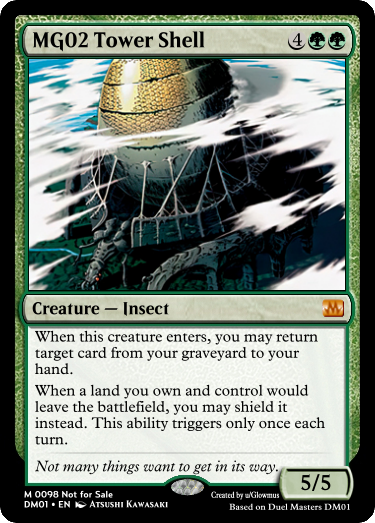 MG02 Tower Shell 4
Creature — Insect M
When this creature enters, you may return
target card from your graveyard to your
hand.
When a land you own and control would
leave the battlefield, you may shield it
instead. This ability triggers only once each
turn.
Not many things want to get in its way.
5/5
M 0098 Not for Sale
DM01 • EN Atsushi Kawasaki
Created by u/Glowmus
Based on Duel Masters DM01